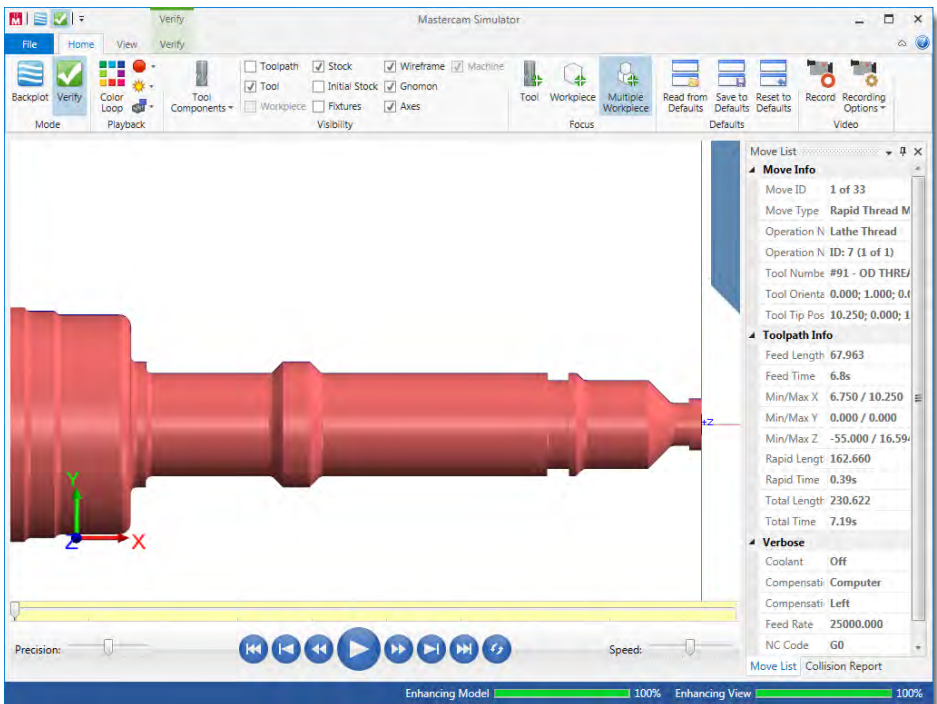 Verify
Mastercam Simulator
File Home View Verify
Toolpath Stock Wireframe Machine
Tool Initial Stock Gnomon
Workpiece Fixtures Axes
Backplot Verify
Color Loop
Tool Components
Tool Workpiece Multiple Workpiece
Read from Defaults Save to Defaults Reset to Defaults
Record Recording Options
Mode Playback Visibility Focus Defaults Video
Move List
Move Info
Move ID 1 of 33
Move Type Rapid Thread M
Operation N Lathe Thread
Operation N ID: 7 (1 of 1)
Tool Numbe #91 - OD THREA
Tool Orienta 0.000; 1.000; 0.0
Tool Tip Pos 10.250; 0.000; 1
Toolpath Info
Feed Length 67.963
Feed Time 6.8s
Min/Max X 6.750 / 10.250
Min/Max Y 0.000 / 0.000
Min/Max Z -55.000 / 16.594
Rapid Lengt 162.660
Rapid Time 0.39s
Total Length 230.622
Total Time 7.19s
Verbose
Coolant Off
Compensati Computer
Compensati Left
Feed Rate 25000.000
NC Code G0
+Z
Y
Z X
Precision: Speed:
Move List Collision Report
Enhancing Model 100% Enhancing View 100%